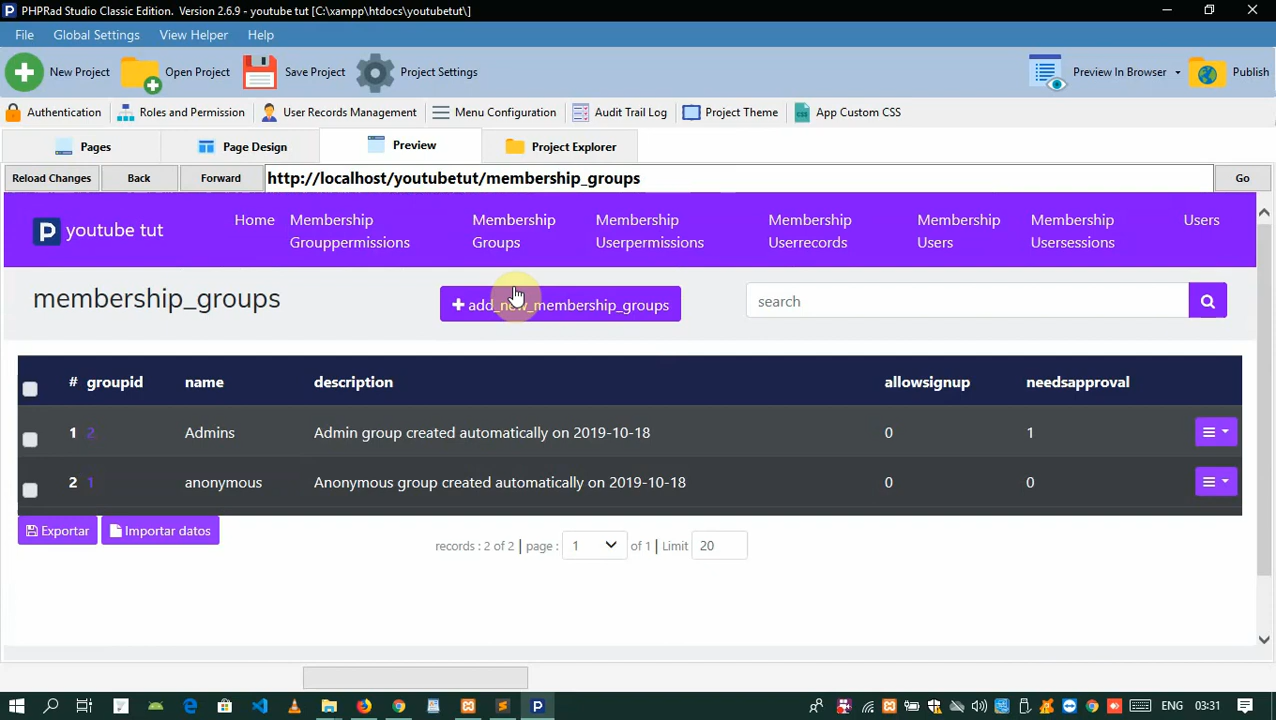 PHPRad Studio Classic Edition. Version 2.6.9 - youtube tut [C:\xampp\htdocs\youtubetut\]
File Global Settings View Helper Help
New Project Open Project Save Project Project Settings Preview In Browser Publish
Authentication Roles and Permission User Records Management Menu Configuration Audit Trail Log Project Theme App Custom CSS
Pages Page Design Preview Project Explorer
Reload Changes Back Forward http://localhost/youtubetut/membership_groups Go
P youtube tut Home Membership Grouppermissions Membership Groups Membership Userpermissions Membership Userrecords Membership Users Membership Usersessions Users
membership_groups add_new_membership_groups search
# groupid name description allowsignup needsapproval
1 2 Admins Admin group created automatically on 2019-10-18 0 1
2 1 anonymous Anonymous group created automatically on 2019-10-18 0 0
Exportar Importar datos
records : 2 of 2 | page : 1 of 1 | Limit 20
ENG 03:31